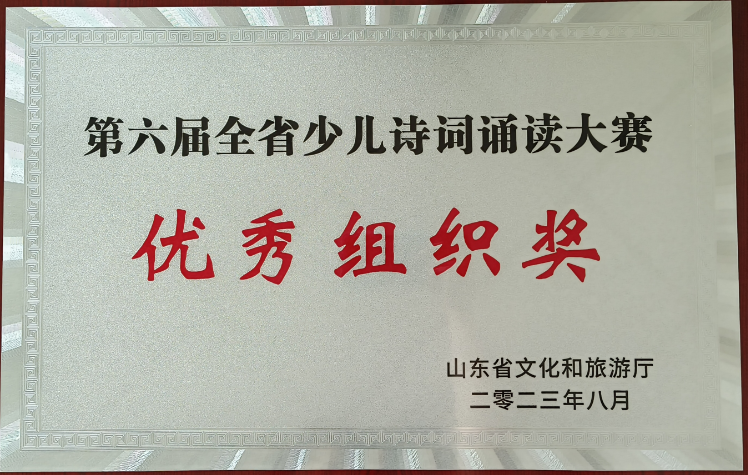 第六届全省少儿诗词诵读大赛
优秀组织奖
山东省文化和旅游厅
二零二三年八月